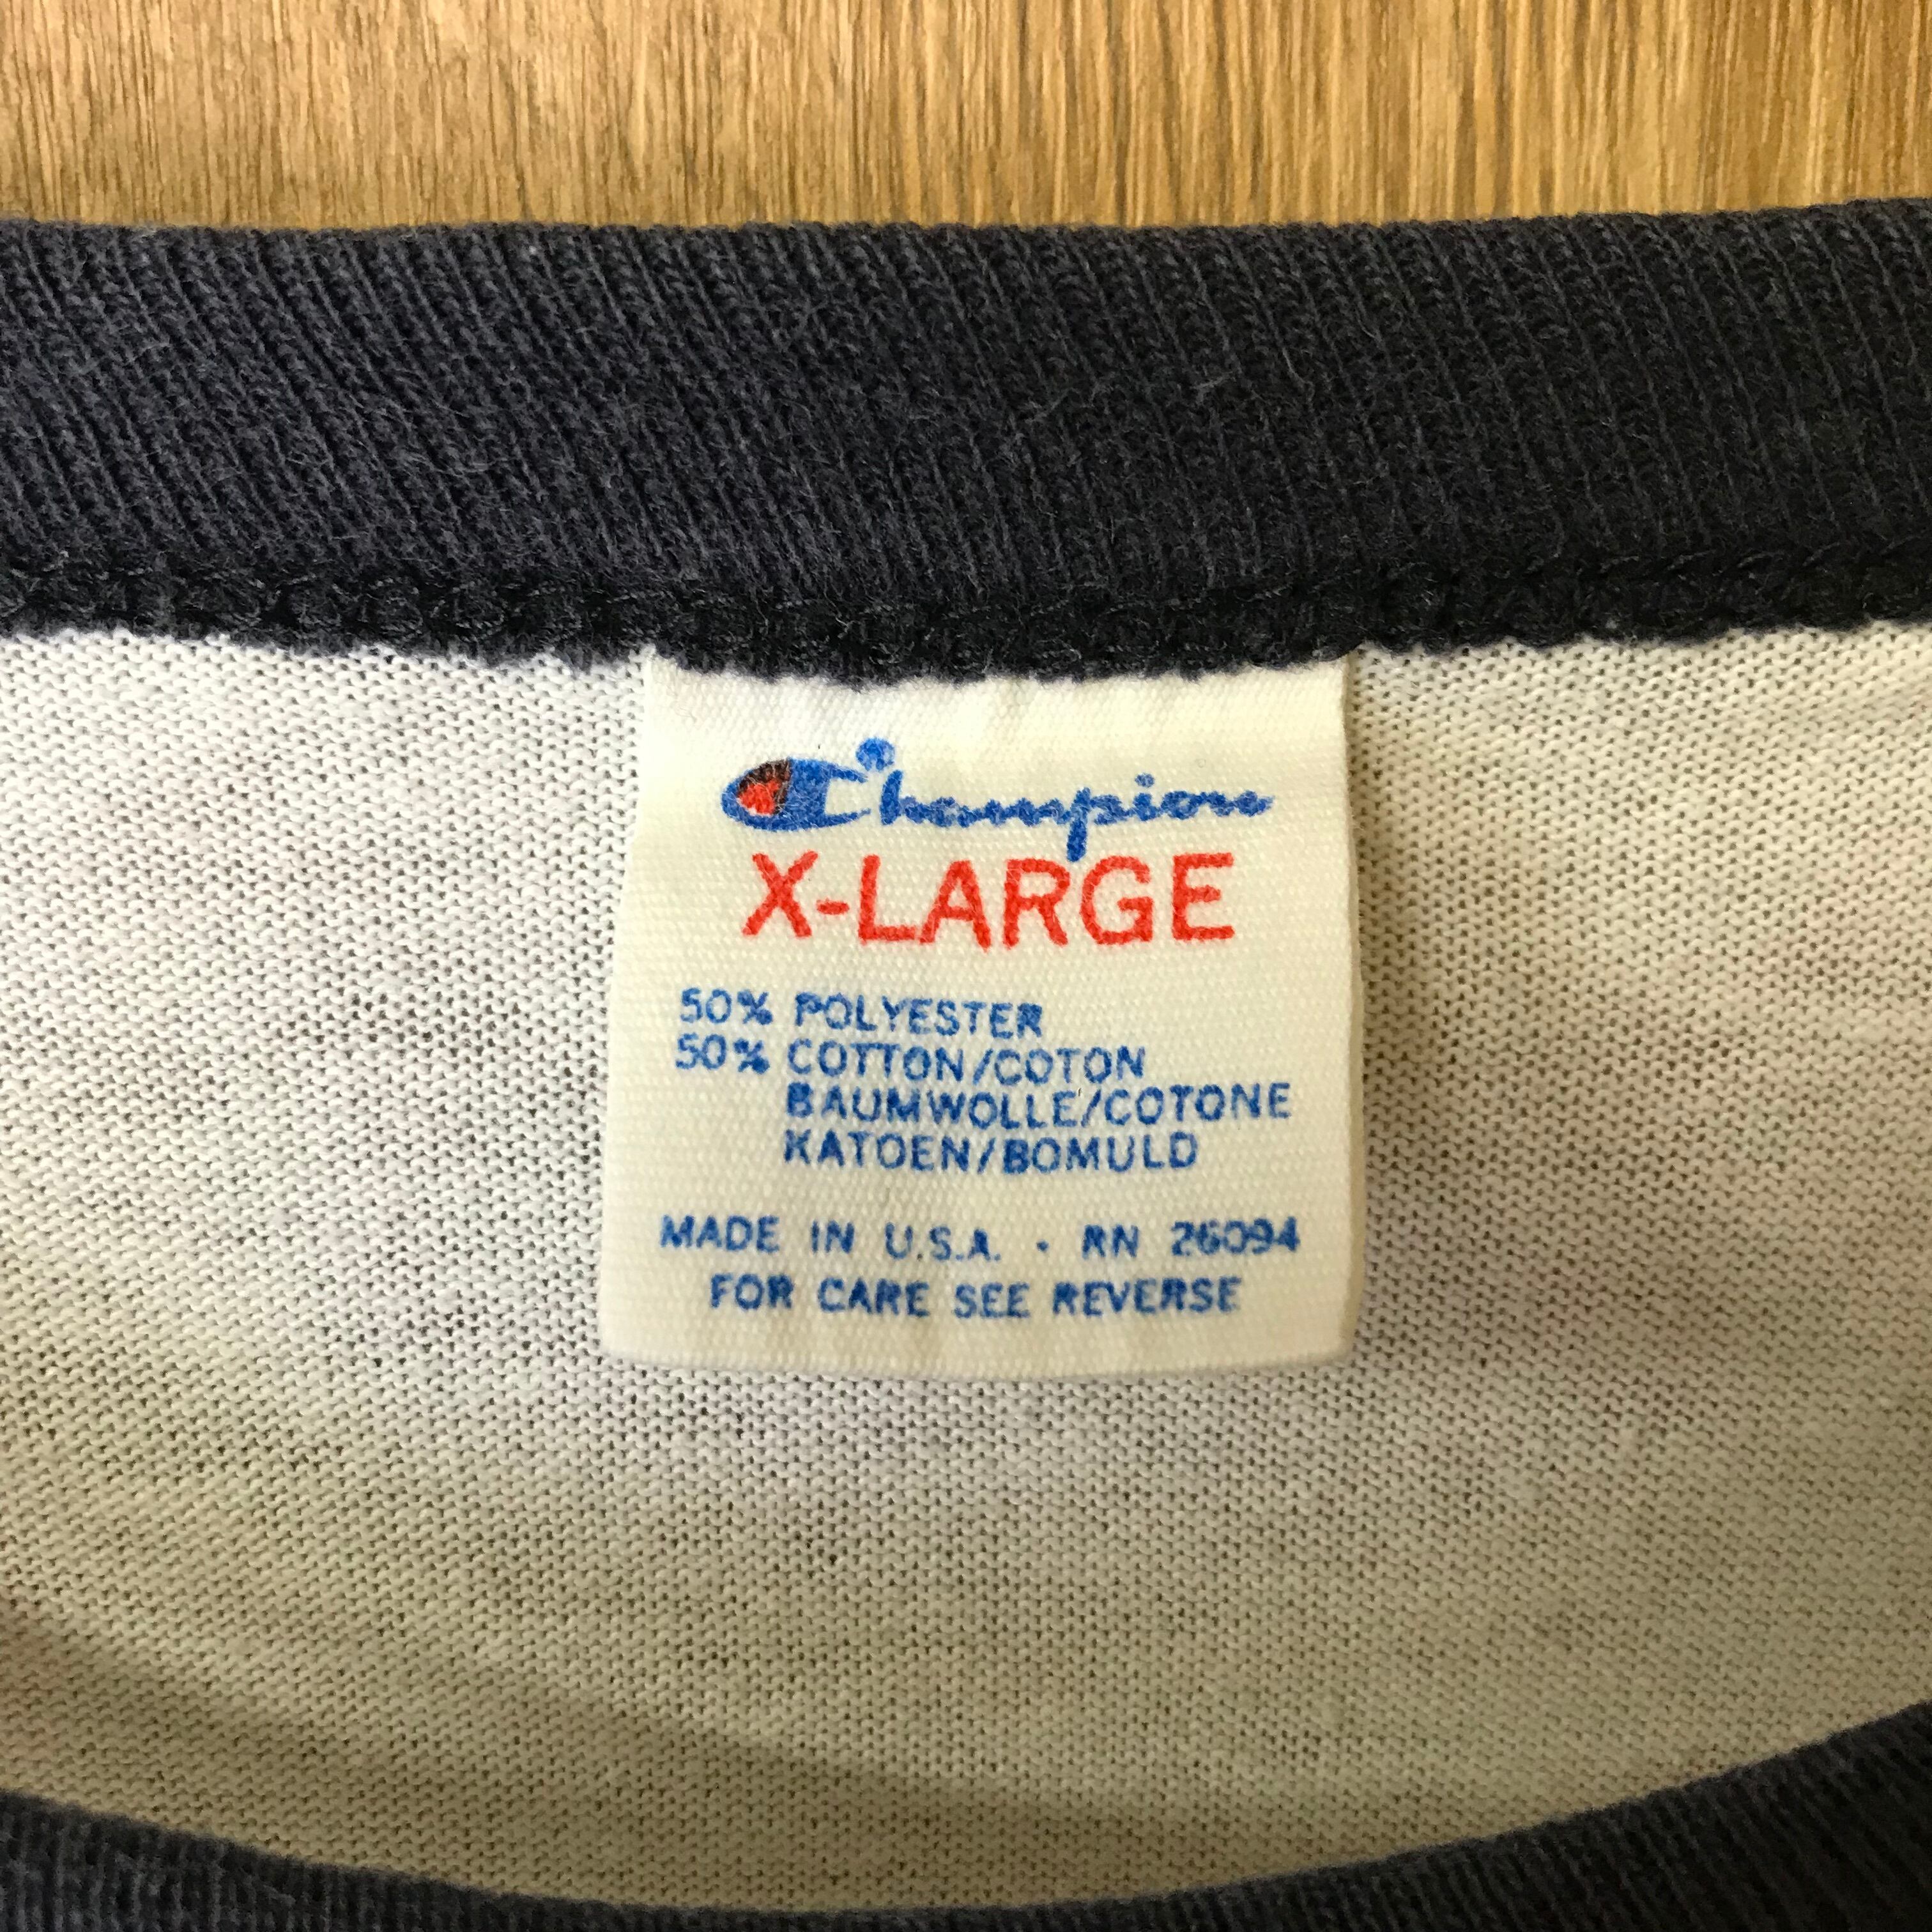 Champion
X-LARGE
50% POLYESTER
50% COTTON/COTON
BAUMWOLLE/COTONE
KATOEN/BOMULD
MADE IN U.S.A. · RN 26094
FOR CARE SEE REVERSE